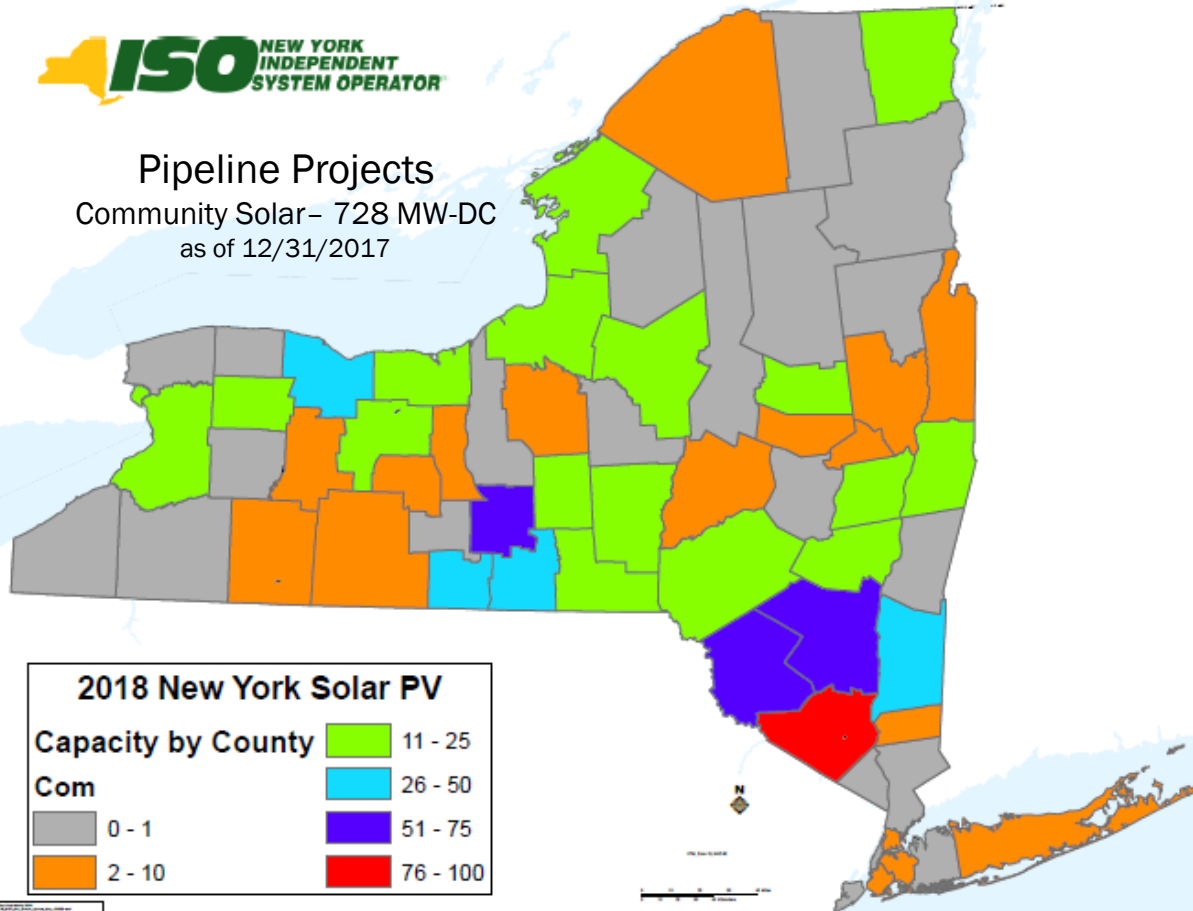 ISO NEW YORK
INDEPENDENT
SYSTEM OPERATOR
Pipeline Projects
Community Solar– 728 MW-DC
as of 12/31/2017
2018 New York Solar PV
Capacity by County
Com
0 - 1
2 - 10
11 - 25
26 - 50
51 - 75
76 - 100
N